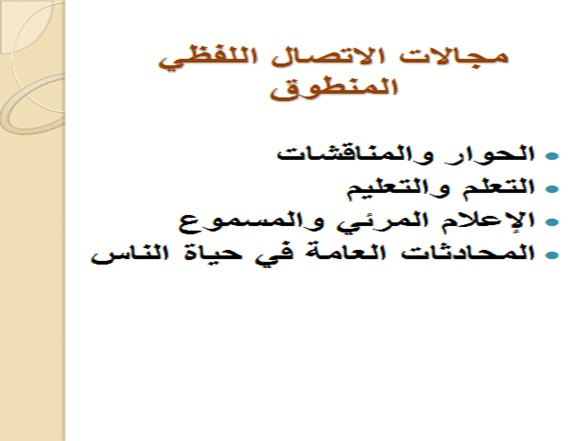 مجالات الاتصال اللفظي
المنطوق
• الحوار والمناقشات
• التعلم والتعليم
• الإعلام المرئي والمسموع
• المحادثات العامة في حياة الناس